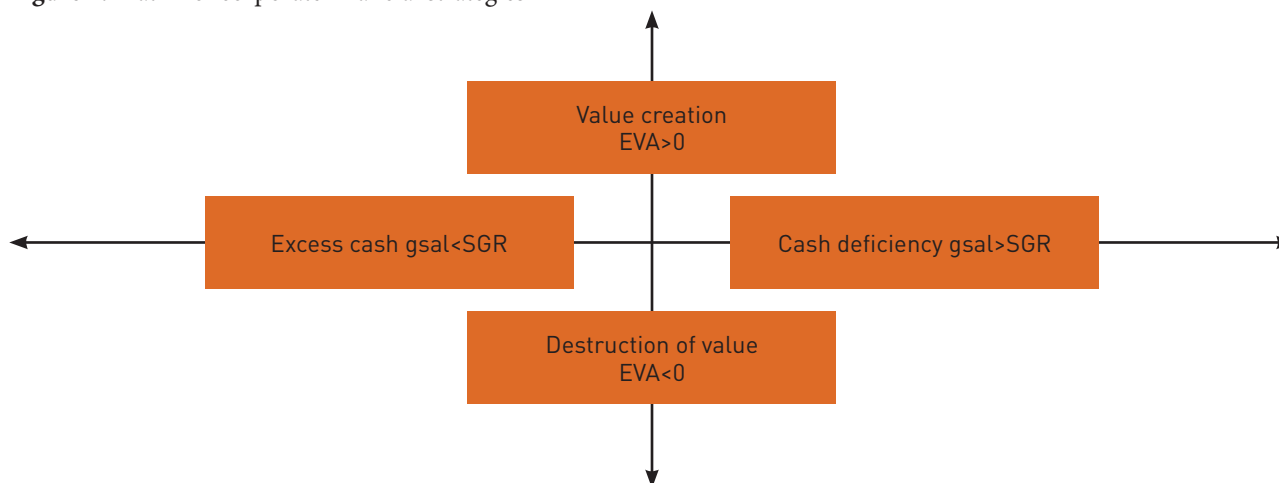 Value creation
EVA>0
Excess cash gsal<SGR
Cash deficiency gsal>SGR
Destruction of value
EVA<0